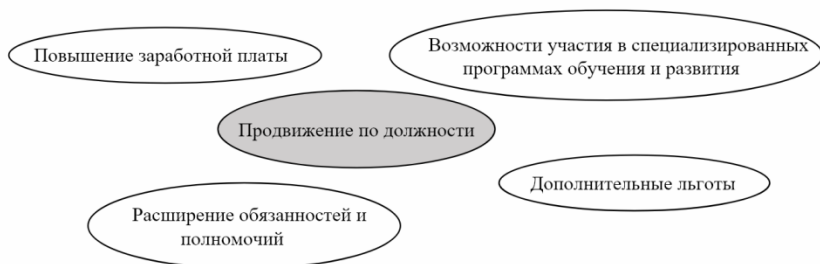 Повышение заработной платы
Возможности участия в специализированных
программах обучения и развития
Продвижение по должности
Дополнительные льготы
Расширение обязанностей и
полномочий